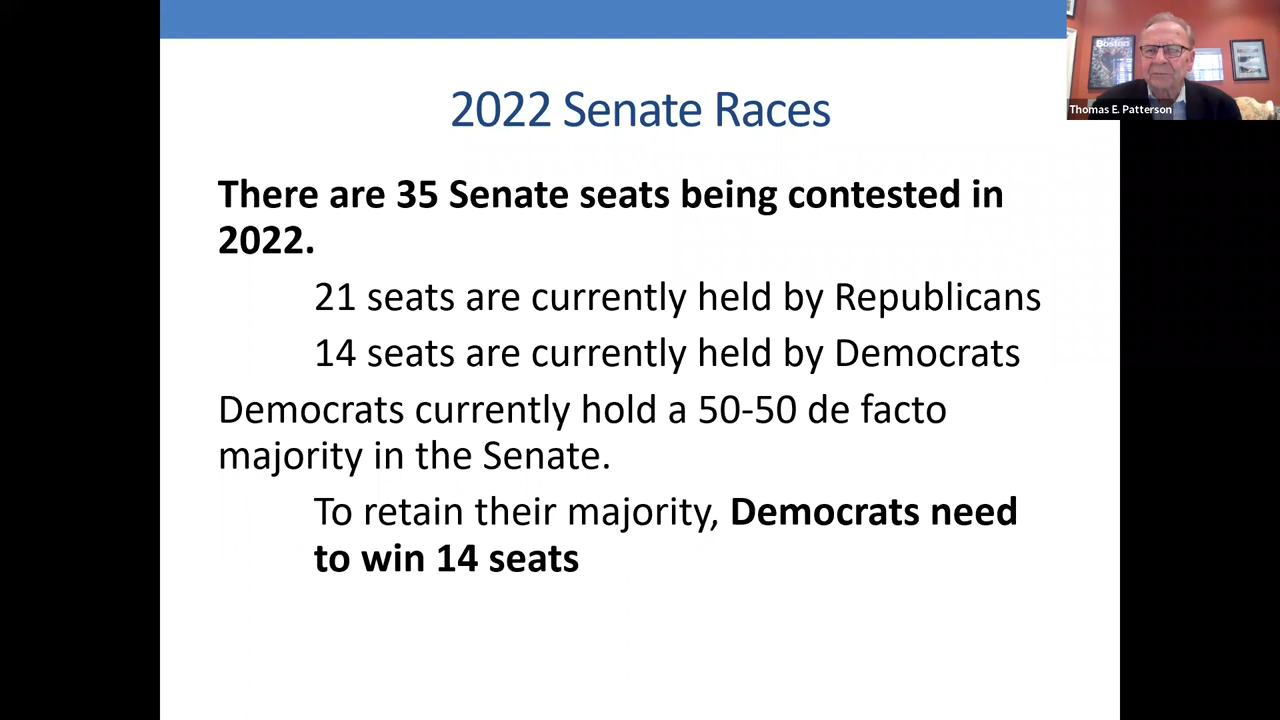 2022 Senate Races
There are 35 Senate seats being contested in
2022.
21 seats are currently held by Republicans
14 seats are currently held by Democrats
Democrats currently hold a 50-50 de facto
majority in the Senate.
To retain their majority, Democrats need
to win 14 seats
Boston
Thomas E. Patterson